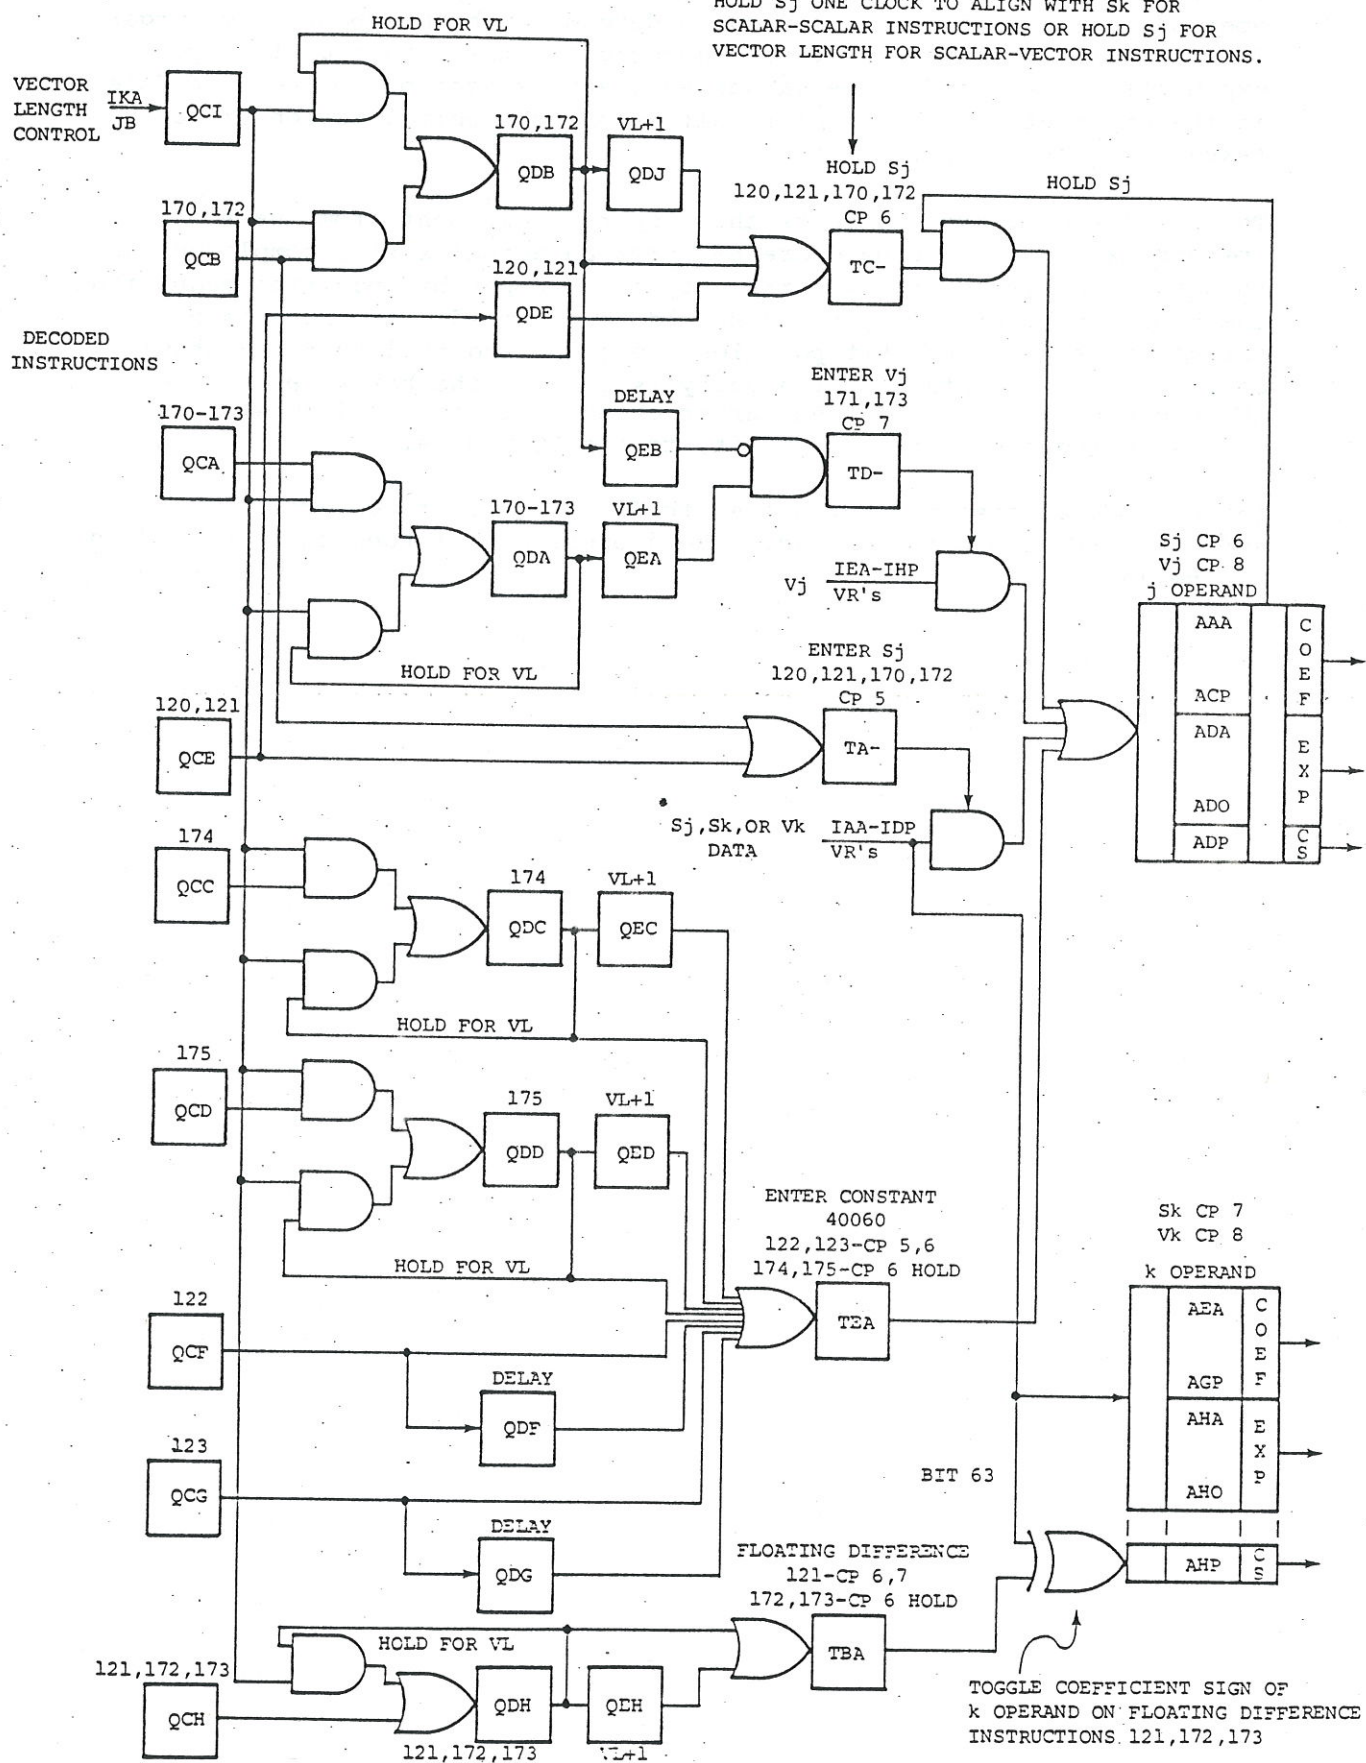 HOLD Sj ONE CLOCK TO ALIGN WITH Sk FOR
SCALAR-SCALAR INSTRUCTIONS OR HOLD Sj FOR
VECTOR LENGTH FOR SCALAR-VECTOR INSTRUCTIONS.
HOLD FOR VL
VECTOR
LENGTH
CONTROL
IKA
JB
QCI
170,172
QDB
VL+1
QDJ
HOLD Sj
120,121,170,172
CP 6
TC-
HOLD Sj
170,172
QCB
120,121
QDE
DECODED
INSTRUCTIONS
DELAY
QEB
ENTER Vj
171,173
CP 7
TD-
170-173
QCA
170-173
QDA
VL+1
QEA
Vj
IEA-IHP
VR's
HOLD FOR VL
Sj CP 6
Vj CP 8
j OPERAND
AAA
ACP
COEF
ADA
ADO
EXP
ADP
CS
ENTER Sj
120,121,170,172
CP 5
TA-
120,121
QCE
Sj,Sk,OR Vk
DATA
IAA-IDP
VR's
174
QCC
174
QDC
VL+1
QEC
HOLD FOR VL
175
QCD
175
QDD
VL+1
QED
HOLD FOR VL
ENTER CONSTANT
40060
122,123-CP 5,6
174,175-CP 6 HOLD
TEA
Sk CP 7
Vk CP 8
k OPERAND
AEA
AGP
COEF
AHA
AHO
EXP
122
QCF
DELAY
QDF
123
QCG
DELAY
QDG
BIT 63
AHP
CS
FLOATING DIFFERENCE
121-CP 6,7
172,173-CP 6 HOLD
TBA
HOLD FOR VL
121,172,173
QCH
QDH
121,172,173
QEH
VL+1
TOGGLE COEFFICIENT SIGN OF
k OPERAND ON FLOATING DIFFERENCE
INSTRUCTIONS 121,172,173